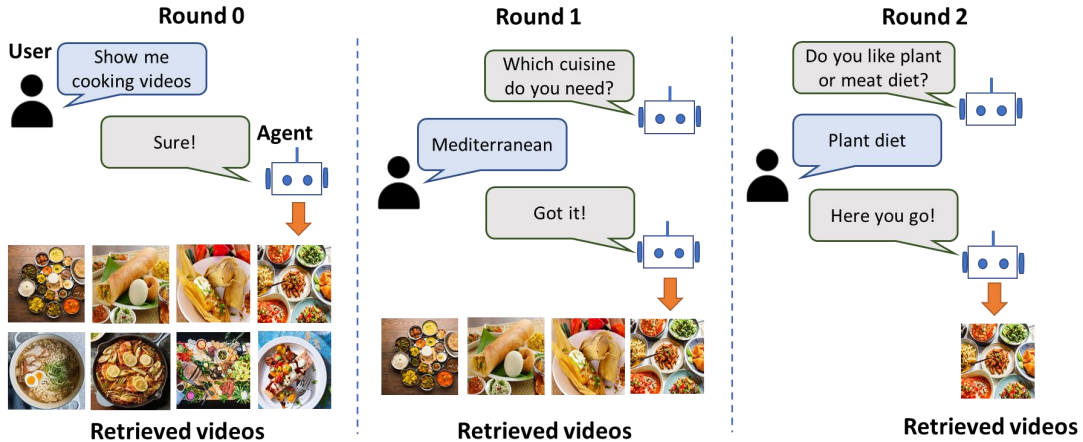 Round 0
User
Show me
cooking videos
Sure!
Agent
Retrieved videos
Round 1
Which cuisine
do you need?
Mediterranean
Got it!
Retrieved videos
Round 2
Do you like plant
or meat diet?
Plant diet
Here you go!
Retrieved videos